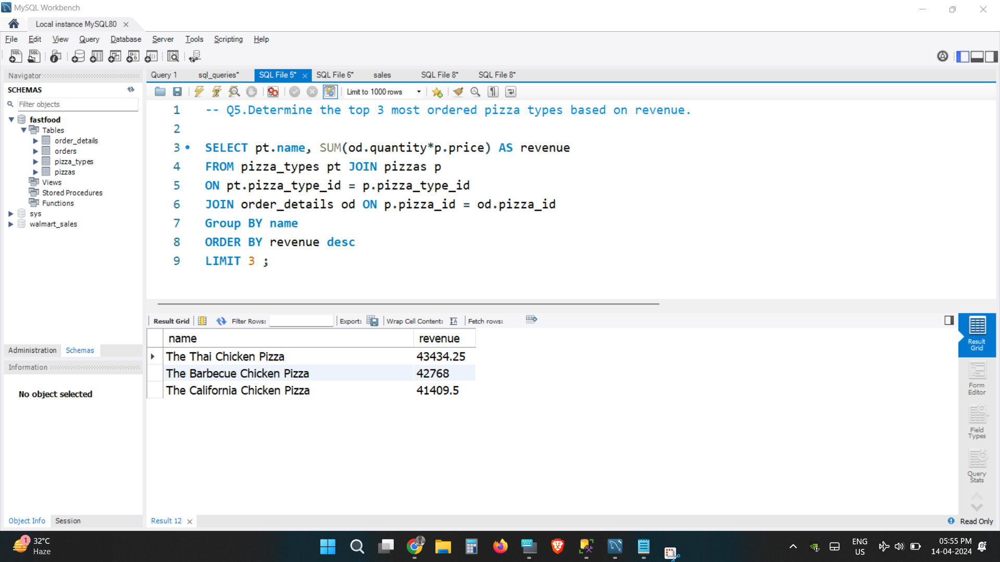 MySQL Workbench
Local instance MySQL80
File Edit View Query Database Server Tools Scripting Help
Navigator
SCHEMAS
Filter objects
fastfood
Tables
order_details
orders
pizza_types
pizzas
Views
Stored Procedures
Functions
sys
walmart_sales
Administration Schemas
Information
No object selected
Object Info Session
Query 1 sql_queries* SQL File 5* SQL File 6* sales SQL File 8* SQL File 8*
Limit to 1000 rows
1 -- Q5.Determine the top 3 most ordered pizza types based on revenue.
2
3 SELECT pt.name, SUM(od.quantity*p.price) AS revenue
4 FROM pizza_types pt JOIN pizzas p
5 ON pt.pizza_type_id = p.pizza_type_id
6 JOIN order_details od ON p.pizza_id = od.pizza_id
7 Group BY name
8 ORDER BY revenue desc
9 LIMIT 3 ;
Result Grid Filter Rows: Export: Wrap Cell Content: Fetch rows:
name revenue
The Thai Chicken Pizza 43434.25
The Barbecue Chicken Pizza 42768
The California Chicken Pizza 41409.5
Result
Grid
Form
Editor
Field
Types
Query
Stats
Result 12
Read Only
1
32°C
Haze
ENG
US
05:55 PM
14-04-2024